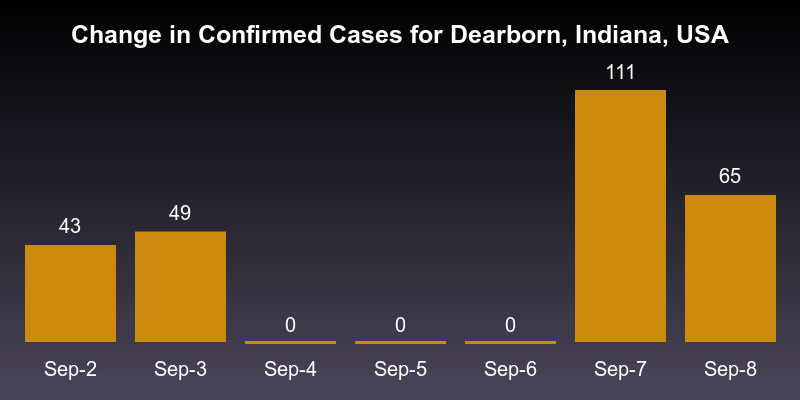 Change in Confirmed Cases for Dearborn, Indiana, USA
111
65
49
43
0 0 0
Sep-2 Sep-3 Sep-4 Sep-5 Sep-6 Sep-7 Sep-8